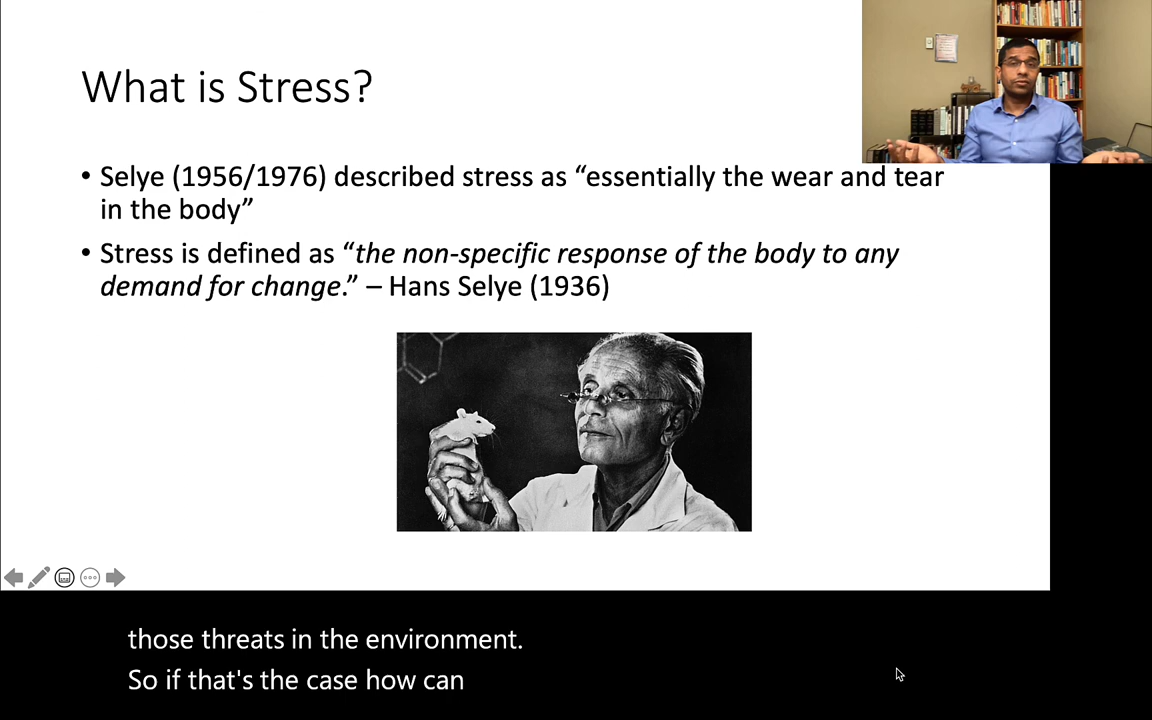 What is Stress?
• Selye (1956/1976) described stress as “essentially the wear and tear
in the body”
• Stress is defined as “the non-specific response of the body to any
demand for change.” – Hans Selye (1936)
those threats in the environment.
So if that's the case how can